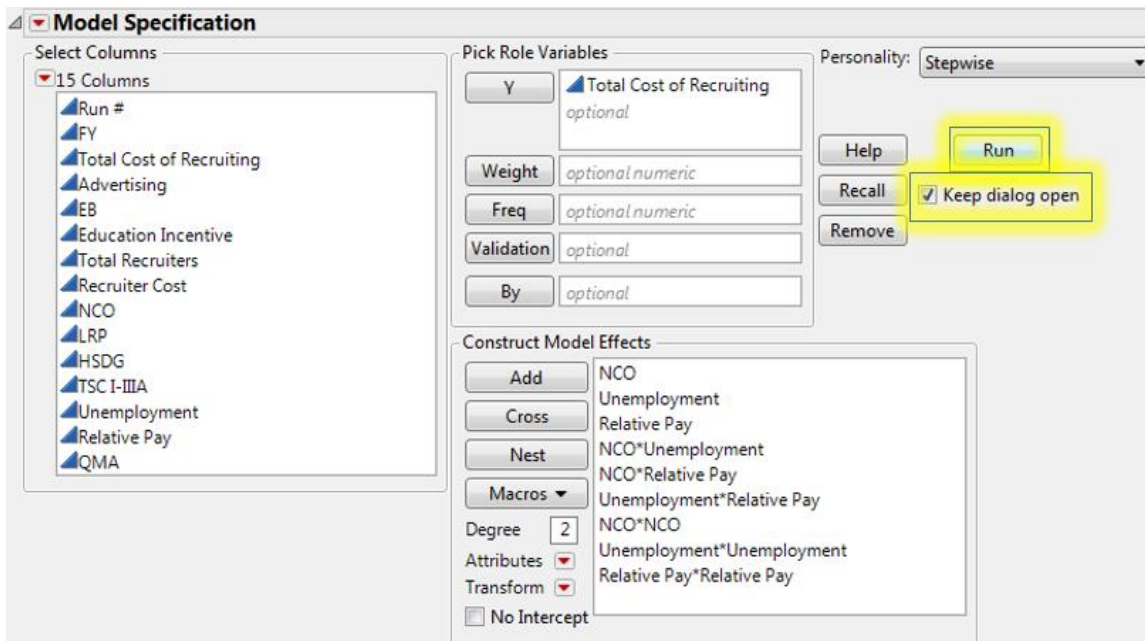 Model Specification
Select Columns
15 Columns
Run #
FY
Total Cost of Recruiting
Advertising
EB
Education Incentive
Total Recruiters
Recruiter Cost
NCO
LRP
HSDG
TSC I-IIIA
Unemployment
Relative Pay
QMA
Pick Role Variables
Y
Total Cost of Recruiting
optional
Weight
optional numeric
Freq
optional numeric
Validation
optional
By
optional
Personality:
Stepwise
Help
Run
Recall
Keep dialog open
Remove
Construct Model Effects
Add
Cross
Nest
Macros
Degree 2
Attributes
Transform
No Intercept
NCO
Unemployment
Relative Pay
NCO*Unemployment
NCO*Relative Pay
Unemployment*Relative Pay
NCO*NCO
Unemployment*Unemployment
Relative Pay*Relative Pay